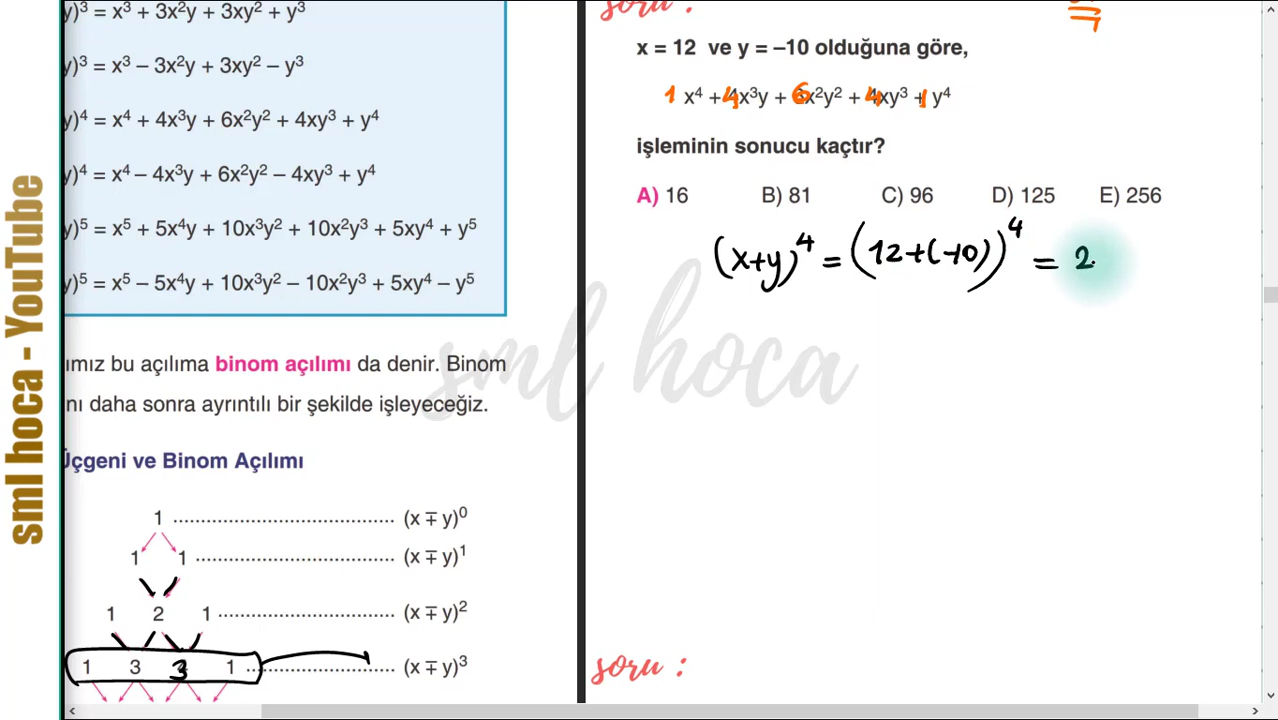 sml hoca - YouTube
y)³ = x³ + 3x²y + 3xy² + y³
y)³ = x³ − 3x²y + 3xy² − y³
y)⁴ = x⁴ + 4x³y + 6x²y² + 4xy³ + y⁴
y)⁴ = x⁴ − 4x³y + 6x²y² − 4xy³ + y⁴
y)⁵ = x⁵ + 5x⁴y + 10x³y² + 10x²y³ + 5xy⁴ + y⁵
y)⁵ = x⁵ − 5x⁴y + 10x³y² − 10x²y³ + 5xy⁴ − y⁵
ımız bu açılıma binom açılımı da denir. Binom
nı daha sonra ayrıntılı bir şekilde işleyeceğiz.
Üçgeni ve Binom Açılımı
1 ........................................ (x ∓ y)⁰
1 1 .................................... (x ∓ y)¹
1 2 1 ................................ (x ∓ y)²
1 3 3 1 ............................ (x ∓ y)³
soru :
x = 12 ve y = –10 olduğuna göre,
1 x⁴ + 4x³y + 6x²y² + 4xy³ + 1 y⁴
işleminin sonucu kaçtır?
A) 16 B) 81 C) 96 D) 125 E) 256
(x+y)⁴ = (12+(-10))⁴ = 2
sml hoca
soru :